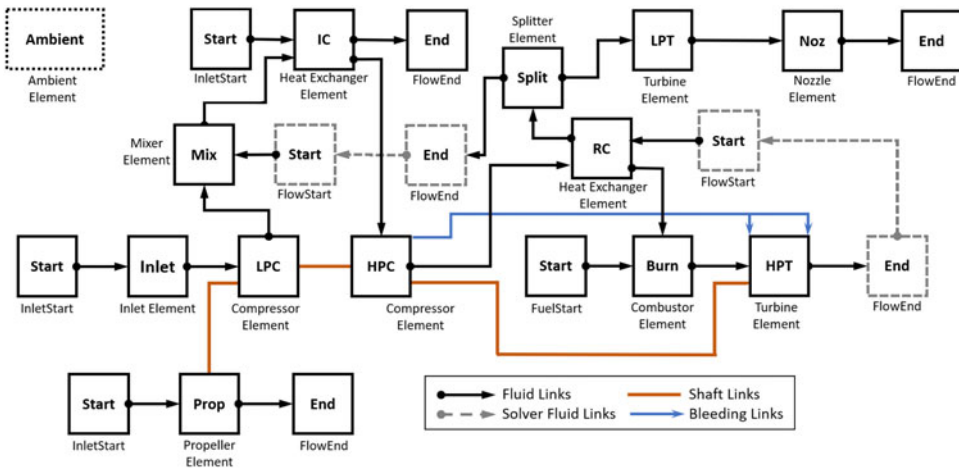 Ambient
Ambient
Element
Start
InletStart
IC
Heat Exchanger
Element
End
FlowEnd
Splitter
Element
Split
LPT
Turbine
Element
Noz
Nozzle
Element
End
FlowEnd
Mixer
Element
Mix
Start
FlowStart
End
FlowEnd
RC
Heat Exchanger
Element
Start
FlowStart
Start
InletStart
Inlet
Inlet Element
LPC
Compressor
Element
HPC
Compressor
Element
Start
FuelStart
Burn
Combustor
Element
HPT
Turbine
Element
End
FlowEnd
Start
InletStart
Prop
Propeller
Element
End
FlowEnd
Fluid Links
Shaft Links
Solver Fluid Links
Bleeding Links